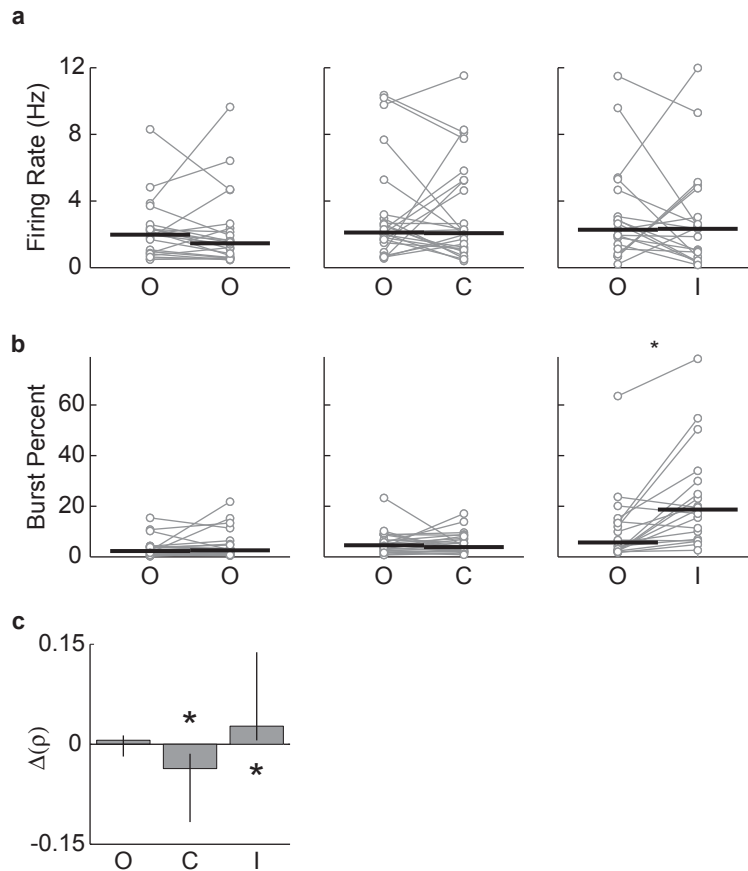 a
Firing Rate (Hz)
12
8
4
0
O O
O C
O I
b
Burst Percent
60
40
20
0
*
O O
O C
O I
c
Δ(ρ)
0.15
0
-0.15
*
*
O C I